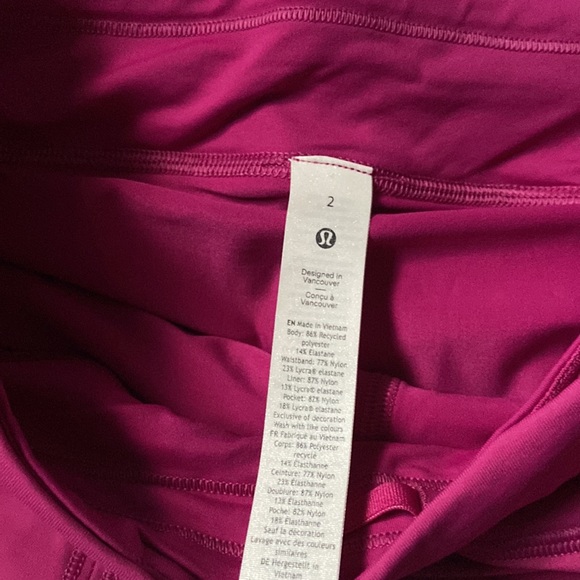 2
Designed in
Vancouver
Conçu à
Vancouver
EN Made in Vietnam
Body: 86% Recycled
polyester
14% Elastane
Waistband: 77% Nylon
23% Lycra® elastane
Liner: 87% Nylon
13% Lycra® elastane
Pocket: 82% Nylon
18% Lycra® elastane
Exclusive of decoration
Wash with like colours
FR Fabriqué au Vietnam
Corps: 86% Polyester
recyclé
14% Élasthanne
Ceinture: 77% Nylon
23% Élasthanne
Doublure: 87% Nylon
13% Élasthanne
Poche: 82% Nylon
18% Élasthanne
Sauf la décoration
Lavage avec des couleurs
similaires
DE Hergestellt in
Vietnam